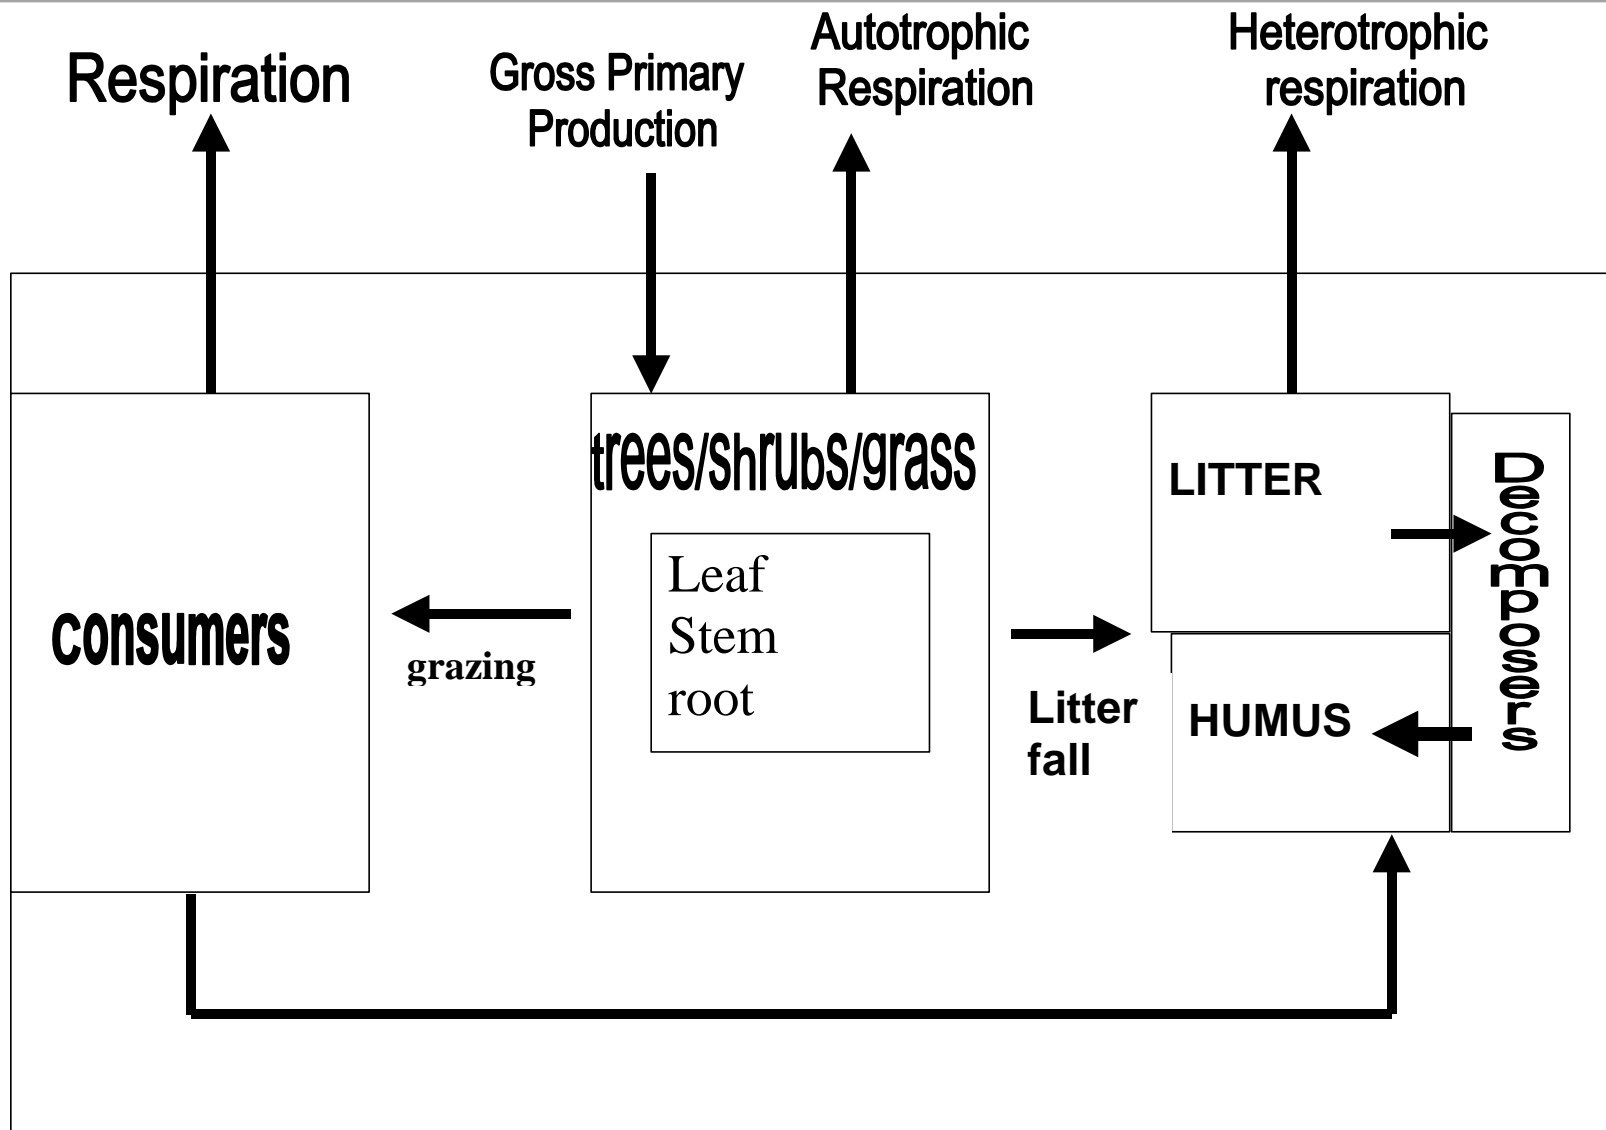 Respiration
Gross Primary
Production
Autotrophic
Respiration
Heterotrophic
respiration
consumers
grazing
trees/shrubs/grass
Leaf
Stem
root
Litter
fall
LITTER
HUMUS
Decomposers